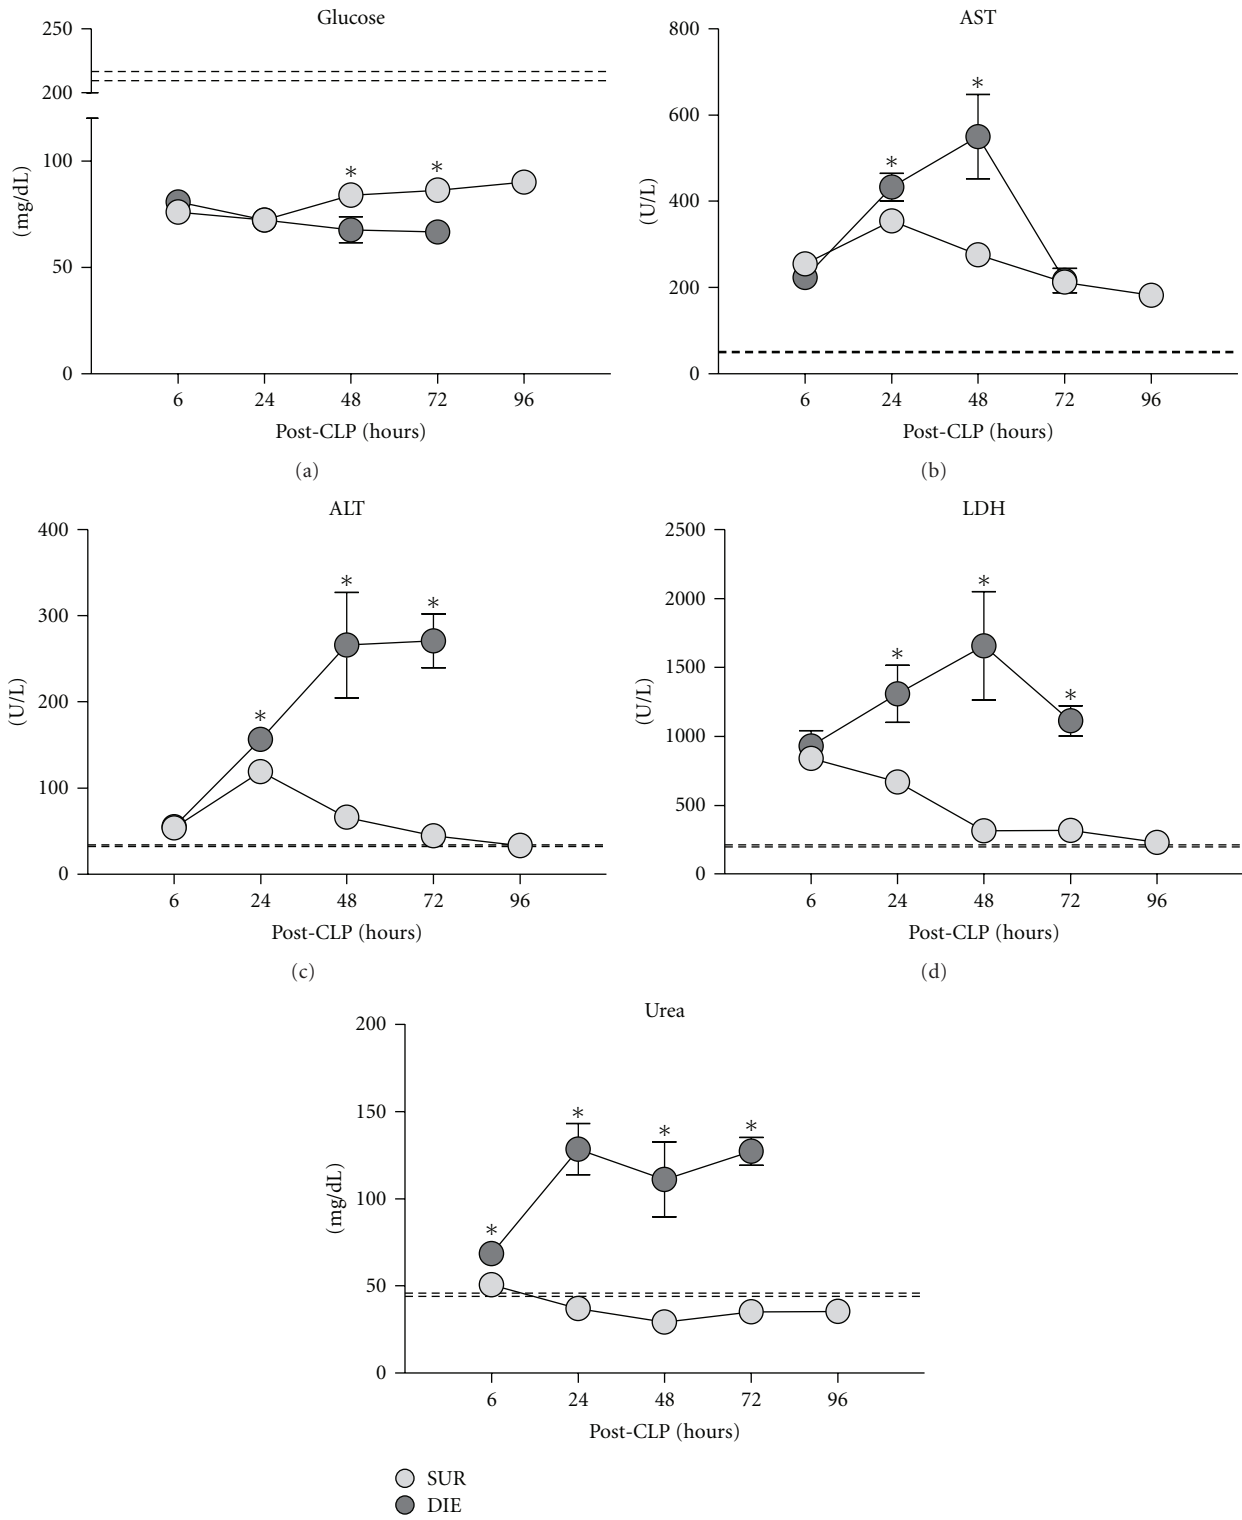 Glucose
250
200
100
50
0
(mg/dL)
6 24 48 72 96
Post-CLP (hours)
(a)
AST
800
600
400
200
0
(U/L)
6 24 48 72 96
Post-CLP (hours)
(b)
ALT
400
300
200
100
0
(U/L)
6 24 48 72 96
Post-CLP (hours)
(c)
LDH
2500
2000
1500
1000
500
0
(U/L)
6 24 48 72 96
Post-CLP (hours)
(d)
Urea
200
150
100
50
0
(mg/dL)
6 24 48 72 96
Post-CLP (hours)
SUR
DIE